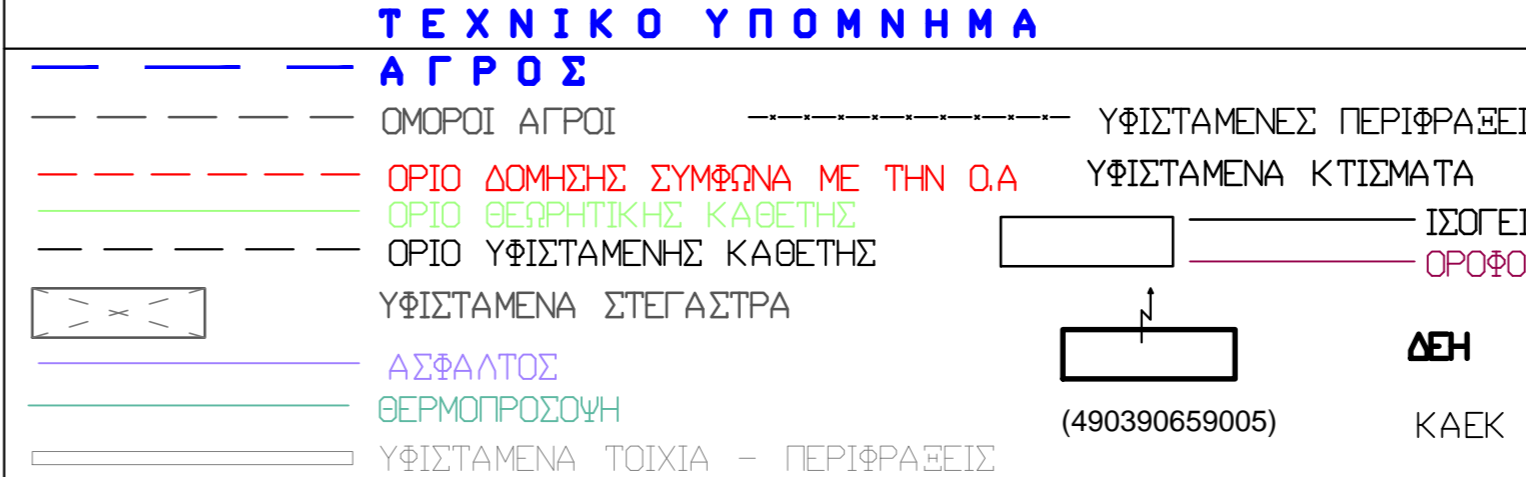 ΤΕΧΝΙΚΟ ΥΠΟΜΝΗΜΑ
ΑΓΡΟΣ
ΟΜΟΡΟΙ ΑΓΡΟΙ
ΥΦΙΣΤΑΜΕΝΕΣ ΠΕΡΙΦΡΑΞΕΙ
ΟΡΙΟ ΔΟΜΗΣΗΣ ΣΥΜΦΩΝΑ ΜΕ ΤΗΝ Ο.Α
ΥΦΙΣΤΑΜΕΝΑ ΚΤΙΣΜΑΤΑ
ΟΡΙΟ ΘΕΩΡΗΤΙΚΗΣ ΚΑΘΕΤΗΣ
ΙΣΟΓΕΙ
ΟΡΙΟ ΥΦΙΣΤΑΜΕΝΗΣ ΚΑΘΕΤΗΣ
ΟΡΟΦΟ
ΥΦΙΣΤΑΜΕΝΑ ΣΤΕΓΑΣΤΡΑ
ΔΕΗ
ΑΣΦΑΛΤΟΣ
ΘΕΡΜΟΠΡΟΣΟΨΗ
(490390659005)
ΚΑΕΚ
ΥΦΙΣΤΑΜΕΝΑ ΤΟΙΧΙΑ - ΠΕΡΙΦΡΑΞΕΙΣ